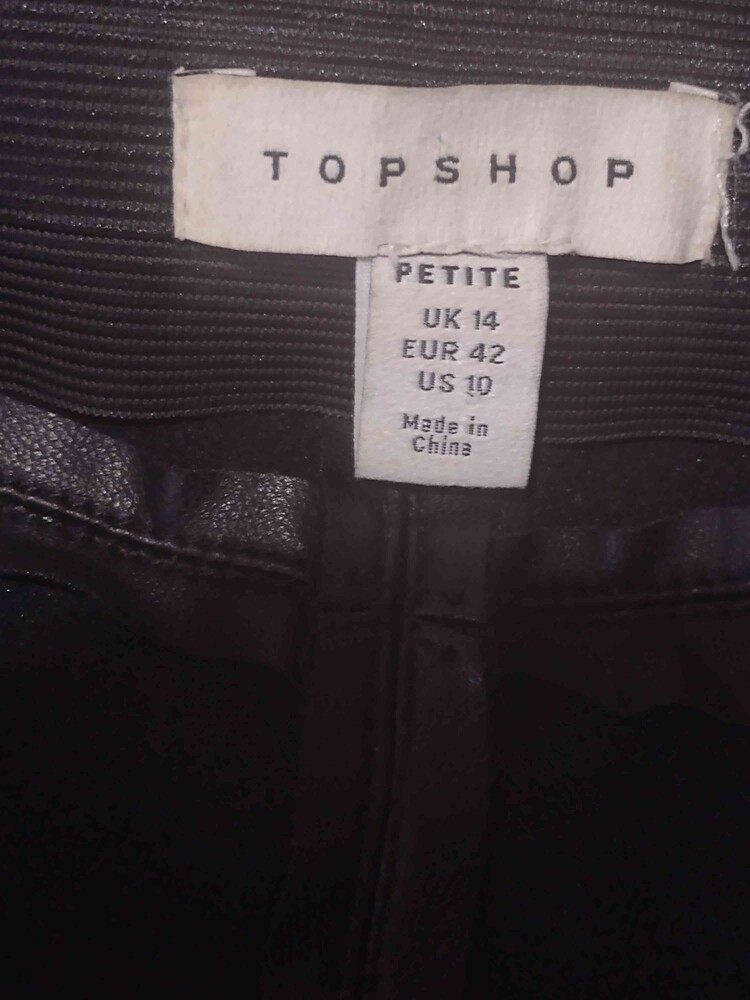 TOPSHOP
PETITE
UK 14
EUR 42
US 10
Made in
China